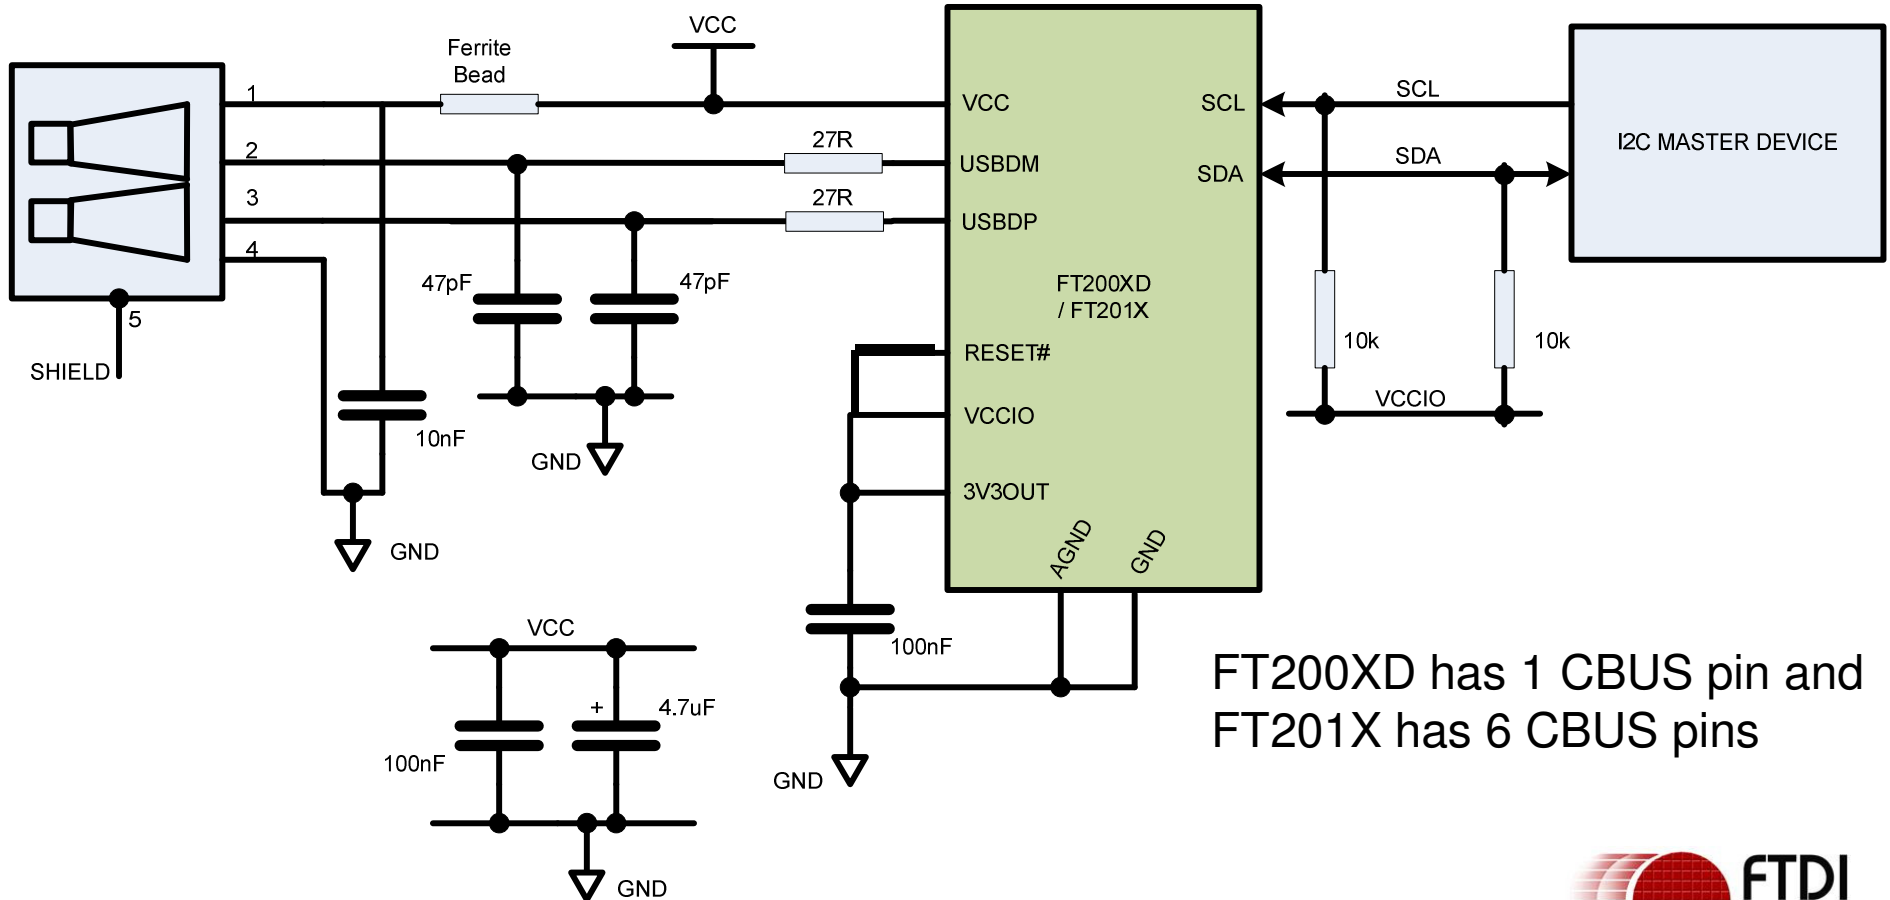 VCC
Ferrite
Bead
1
2
3
4
5
SHIELD
27R
27R
47pF
47pF
10nF
GND
GND
VCC
USBDM
USBDP
FT200XD
/ FT201X
RESET#
VCCIO
3V3OUT
AGND
GND
SCL
SDA
SCL
SDA
I2C MASTER DEVICE
10k
10k
VCCIO
100nF
GND
VCC
100nF
+
4.7uF
GND
FT200XD has 1 CBUS pin and
FT201X has 6 CBUS pins
FTDI